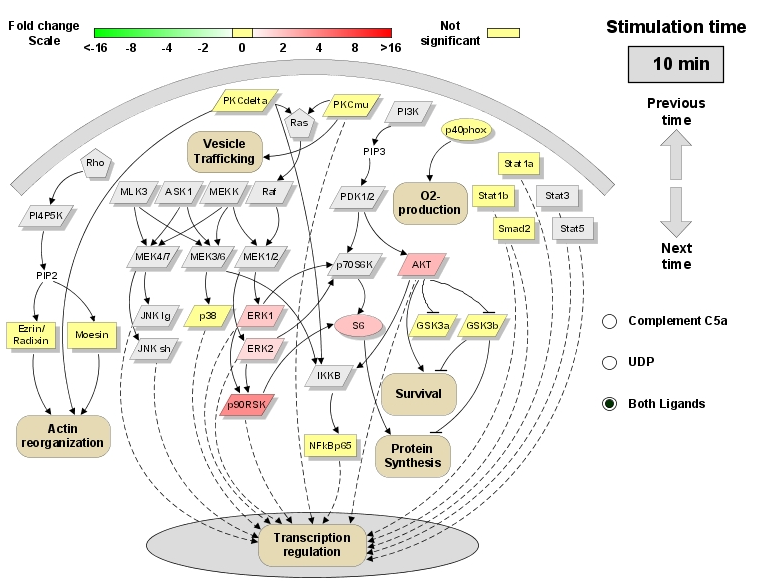 Fold change
Scale
<-16
-8
-4
-2
0
2
4
8
>16
Not
significant
Stimulation time
10 min
Previous
time
Next
time
Complement C5a
UDP
Both Ligands
PKCdelta
PKCmu
Ras
PI3K
p40phox
Vesicle
Trafficking
PIP3
Rho
Stat1a
MLK3
ASK1
MEKK
Raf
PDK1/2
O2-
production
Stat1b
Stat3
PI4P5K
Smad2
Stat5
MEK4/7
MEK3/6
MEK1/2
p70S6K
AKT
PIP2
JNK lg
p38
ERK1
S6
GSK3a
GSK3b
Ezrin/
Radixin
Moesin
JNK sh
ERK2
IKKB
Survival
p90RSK
Actin
reorganization
NFkBp65
Protein
Synthesis
Transcription
regulation